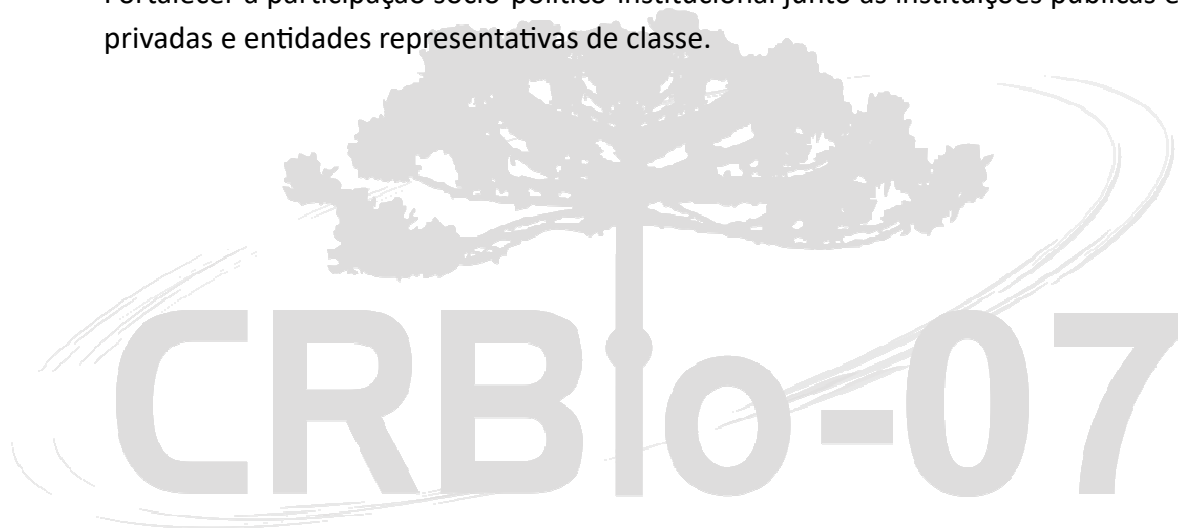 Fortalecer a participação sócio-político-institucional junto às instituições públicas e
privadas e entidades representativas de classe.
CRBio-07